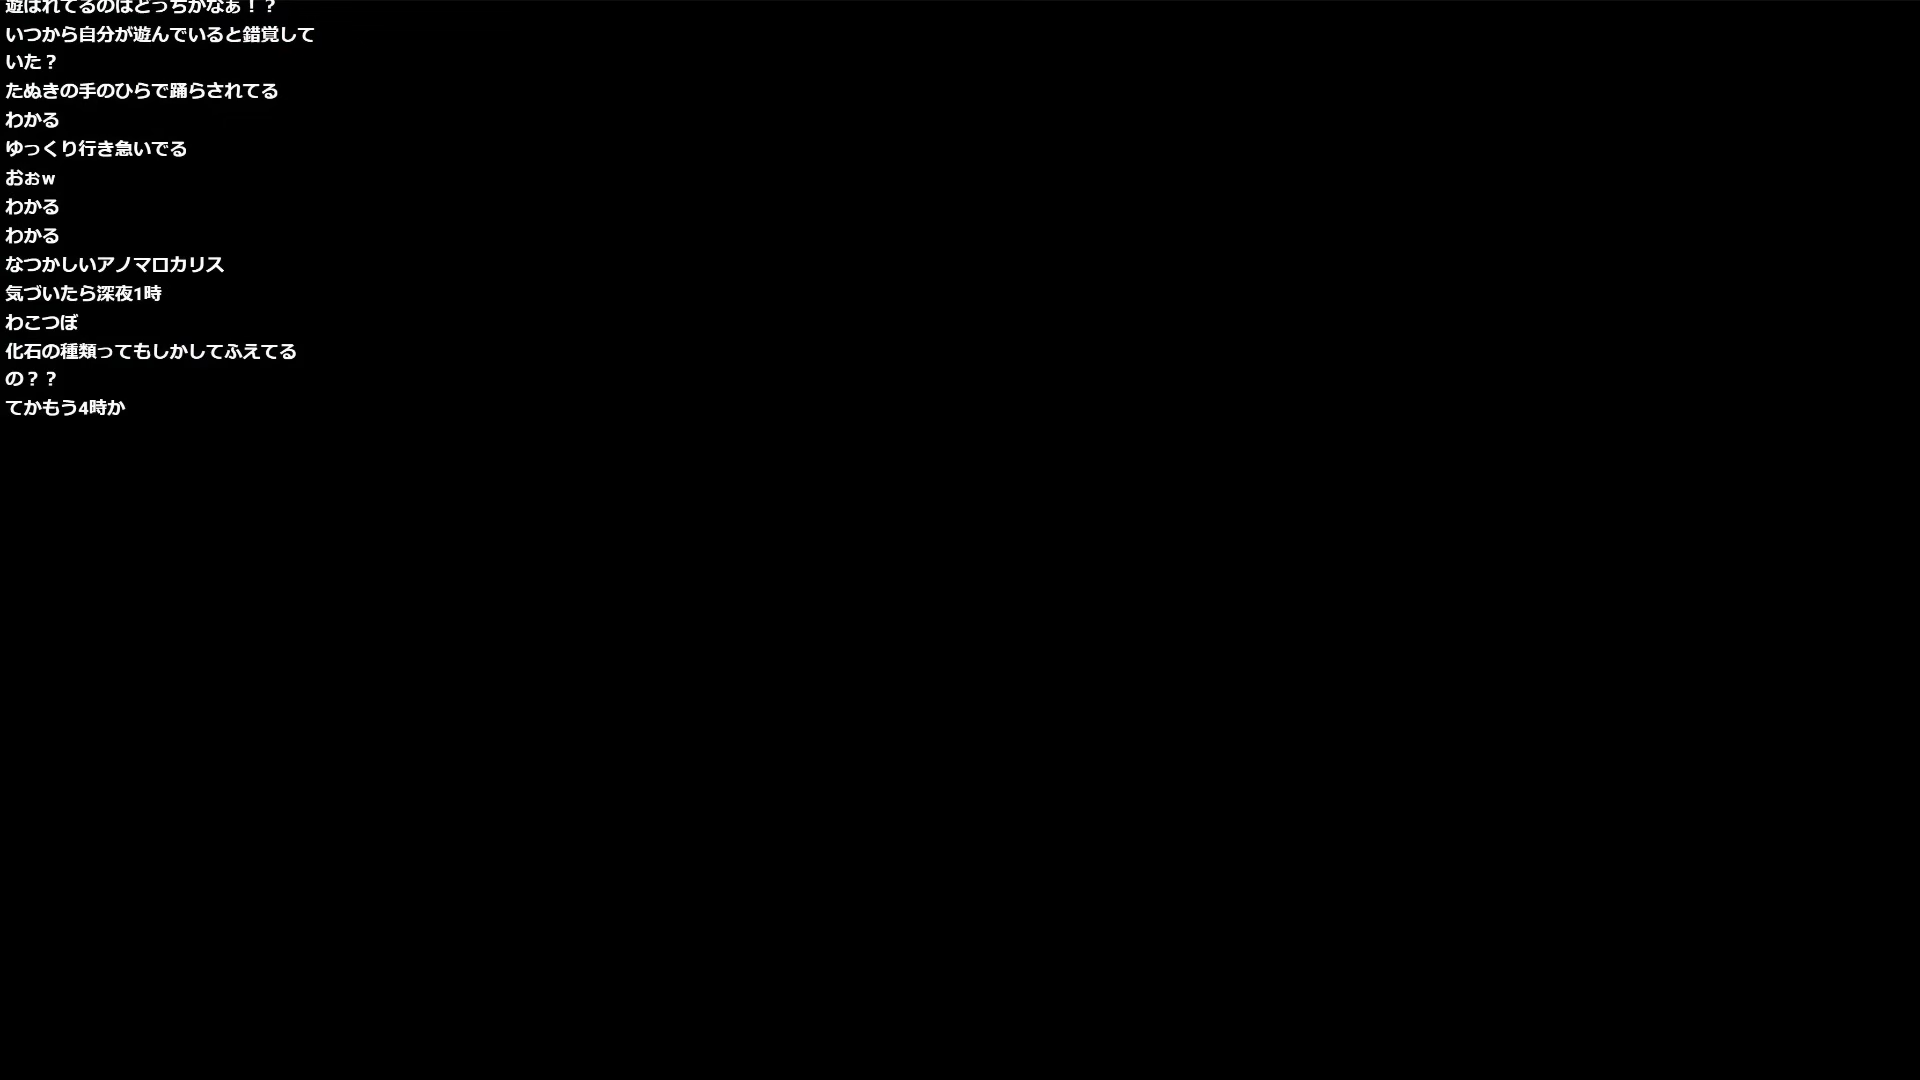 遊ばれてるのはどっちかなぁ！？
いつから自分が遊んでいると錯覚して
いた？
たぬきの手のひらで踊らされてる
わかる
ゆっくり行き急いでる
おぉw
わかる
わかる
なつかしいアノマロカリス
気づいたら深夜1時
わこつぼ
化石の種類ってもしかしてふえてる
の？？
てかもう4時か